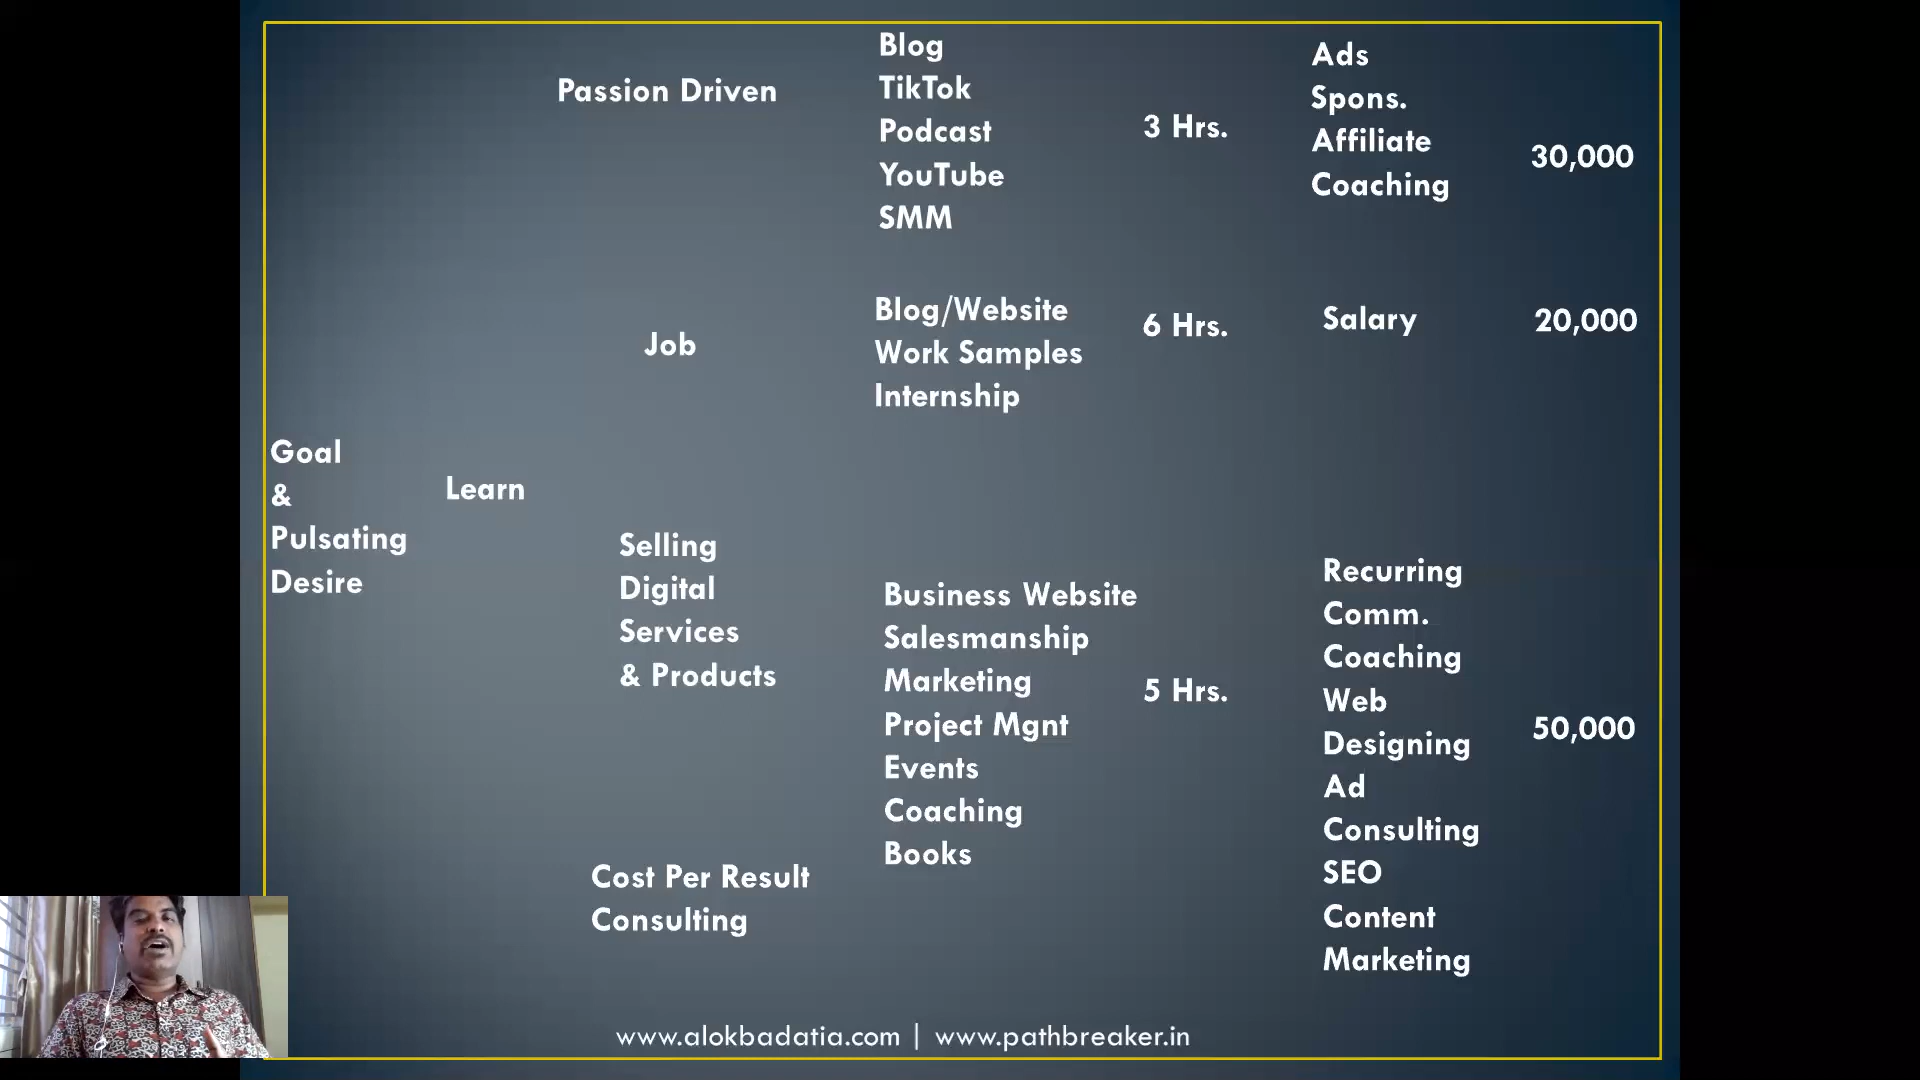 Goal
&
Pulsating
Desire
Learn
Passion Driven
Blog
TikTok
Podcast
YouTube
SMM
3 Hrs.
Ads
Spons.
Affiliate
Coaching
30,000
Job
Blog/Website
Work Samples
Internship
6 Hrs.
Salary
20,000
Selling
Digital
Services
& Products
Business Website
Salesmanship
Marketing
Project Mgnt
Events
Coaching
Books
5 Hrs.
Recurring
Comm.
Coaching
Web
Designing
Ad
Consulting
SEO
Content
Marketing
50,000
Cost Per Result
Consulting
www.alokbadatia.com | www.pathbreaker.in